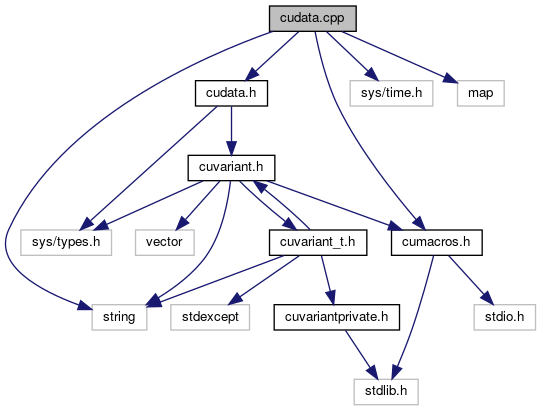 cudata.cpp
cudata.h
sys/time.h
map
cuvariant.h
sys/types.h
vector
cuvariant_t.h
cumacros.h
string
stdexcept
cuvariantprivate.h
stdio.h
stdlib.h